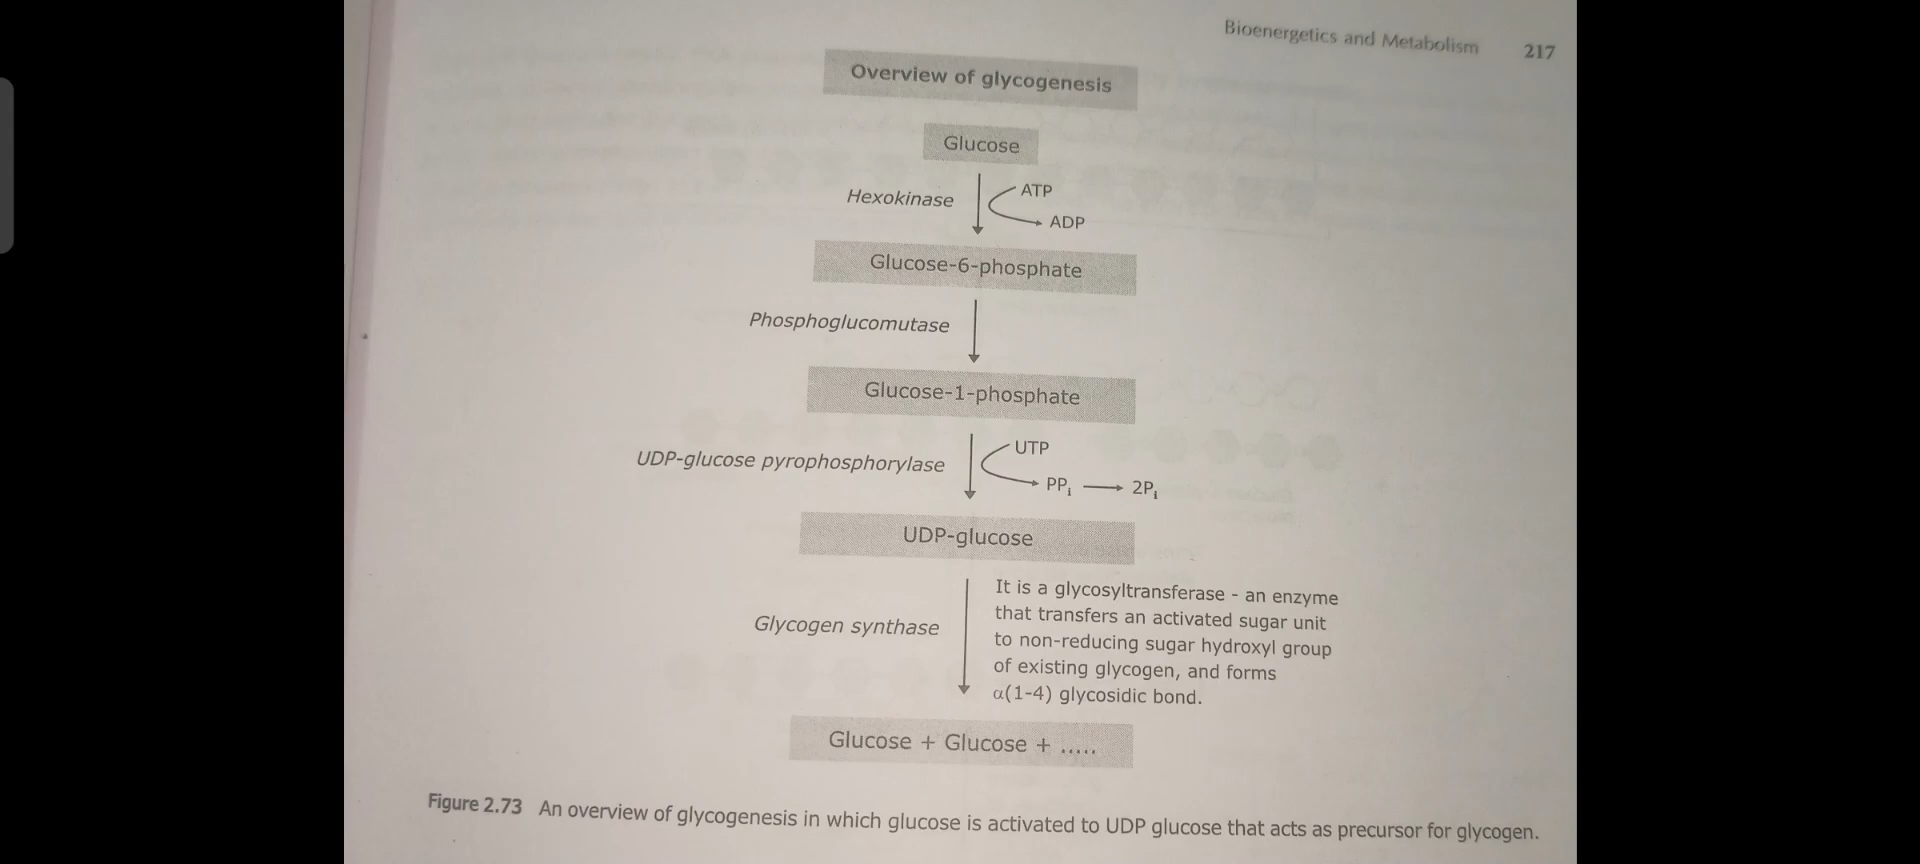 Bioenergetics and Metabolism 217
Overview of glycogenesis
Glucose
Hexokinase
ATP
ADP
Glucose-6-phosphate
Phosphoglucomutase
Glucose-1-phosphate
UDP-glucose pyrophosphorylase
UTP
PPi → 2Pi
UDP-glucose
Glycogen synthase
It is a glycosyltransferase - an enzyme
that transfers an activated sugar unit
to non-reducing sugar hydroxyl group
of existing glycogen, and forms
α(1-4) glycosidic bond.
Glucose + Glucose + .....
Figure 2.73 An overview of glycogenesis in which glucose is activated to UDP glucose that acts as precursor for glycogen.